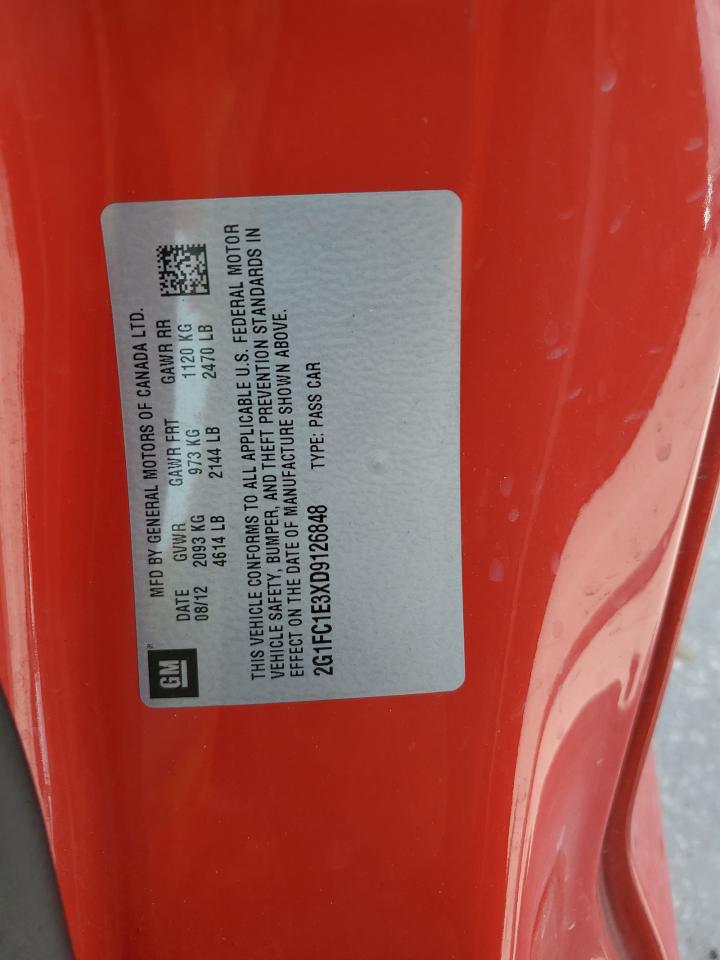 GM
MFD BY GENERAL MOTORS OF CANADA LTD.
DATE GVWR GAWR FRT GAWR RR
08/12 2093 KG 973 KG 1120 KG
4614 LB 2144 LB 2470 LB
THIS VEHICLE CONFORMS TO ALL APPLICABLE U.S. FEDERAL MOTOR
VEHICLE SAFETY, BUMPER, AND THEFT PREVENTION STANDARDS IN
EFFECT ON THE DATE OF MANUFACTURE SHOWN ABOVE.
2G1FC1E3XD9126848 TYPE: PASS CAR